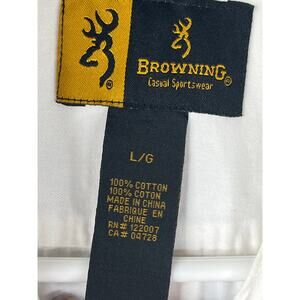 BROWNING®
Casual Sportswear
L/G
100% COTTON
100% COTON
MADE IN CHINA
FABRIQUE EN
CHINE
RN# 122007
CA# 04728